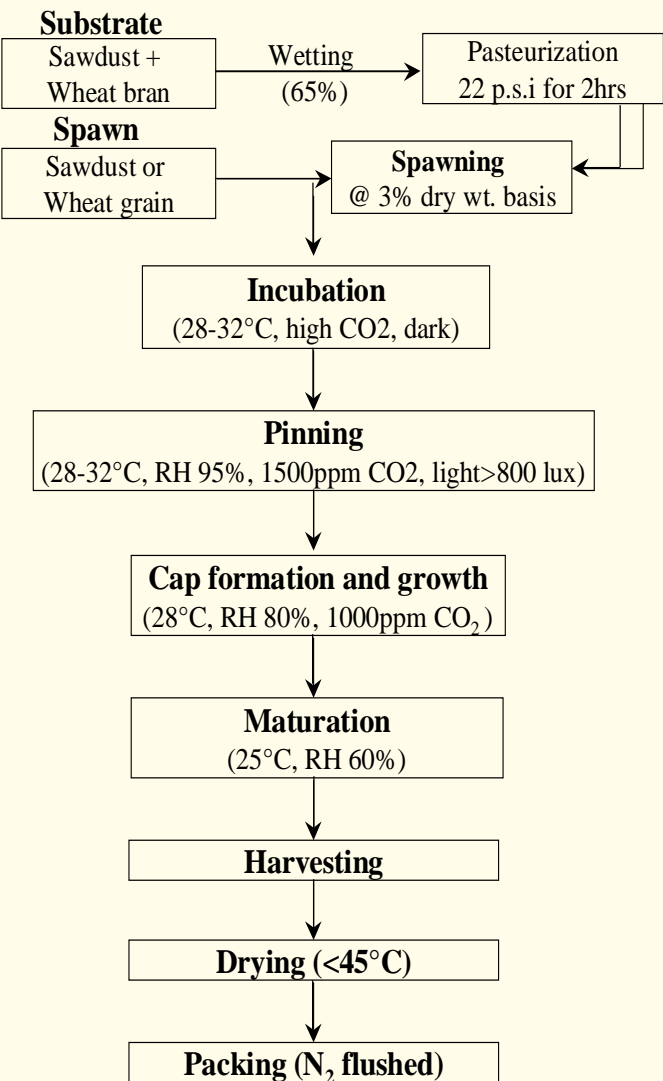 Substrate
Sawdust +
Wheat bran
Wetting
(65%)
Pasteurization
22 p.s.i for 2hrs
Spawn
Sawdust or
Wheat grain
Spawning
@ 3% dry wt. basis
Incubation
(28-32°C, high CO2, dark)
Pinning
(28-32°C, RH 95%, 1500ppm CO2, light>800 lux)
Cap formation and growth
(28°C, RH 80%, 1000ppm CO₂)
Maturation
(25°C, RH 60%)
Harvesting
Drying (<45°C)
Packing (N₂ flushed)